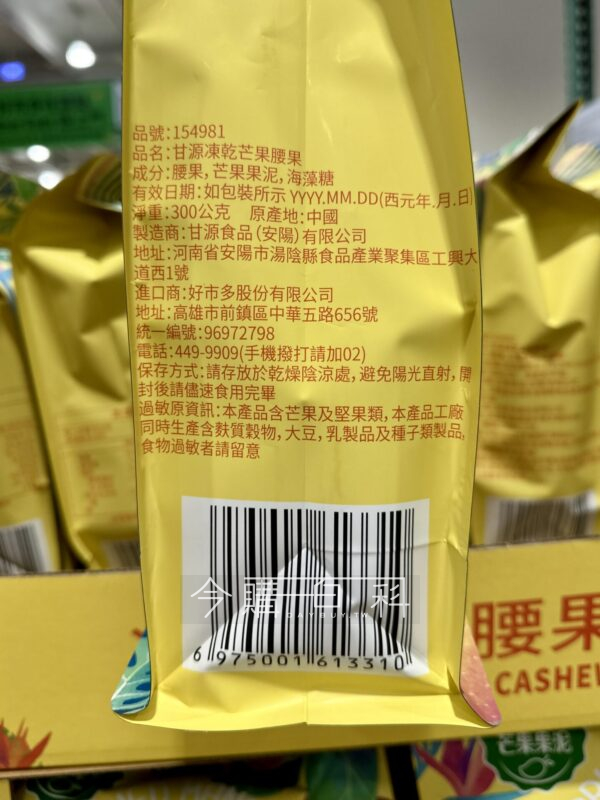 品號:154981
品名:甘源凍乾芒果腰果
成分:腰果,芒果果泥,海藻糖
有效日期:如包裝所示 YYYY.MM.DD(西元年.月.日)
淨重:300公克 原產地:中國
製造商:甘源食品(安陽)有限公司
地址:河南省安陽市湯陰縣食品產業聚集區工興大
道西1號
進口商:好市多股份有限公司
地址:高雄市前鎮區中華五路656號
統一編號:96972798
電話:449-9909(手機撥打請加02)
保存方式:請存放於乾燥陰涼處,避免陽光直射,開
封後請儘速食用完畢
過敏原資訊:本產品含芒果及堅果類,本產品工廠
同時生產含麩質穀物,大豆,乳製品及種子類製品,
食物過敏者請留意
今購百彩
6 975001 613310
腰果
CASHEW
芒果果泥